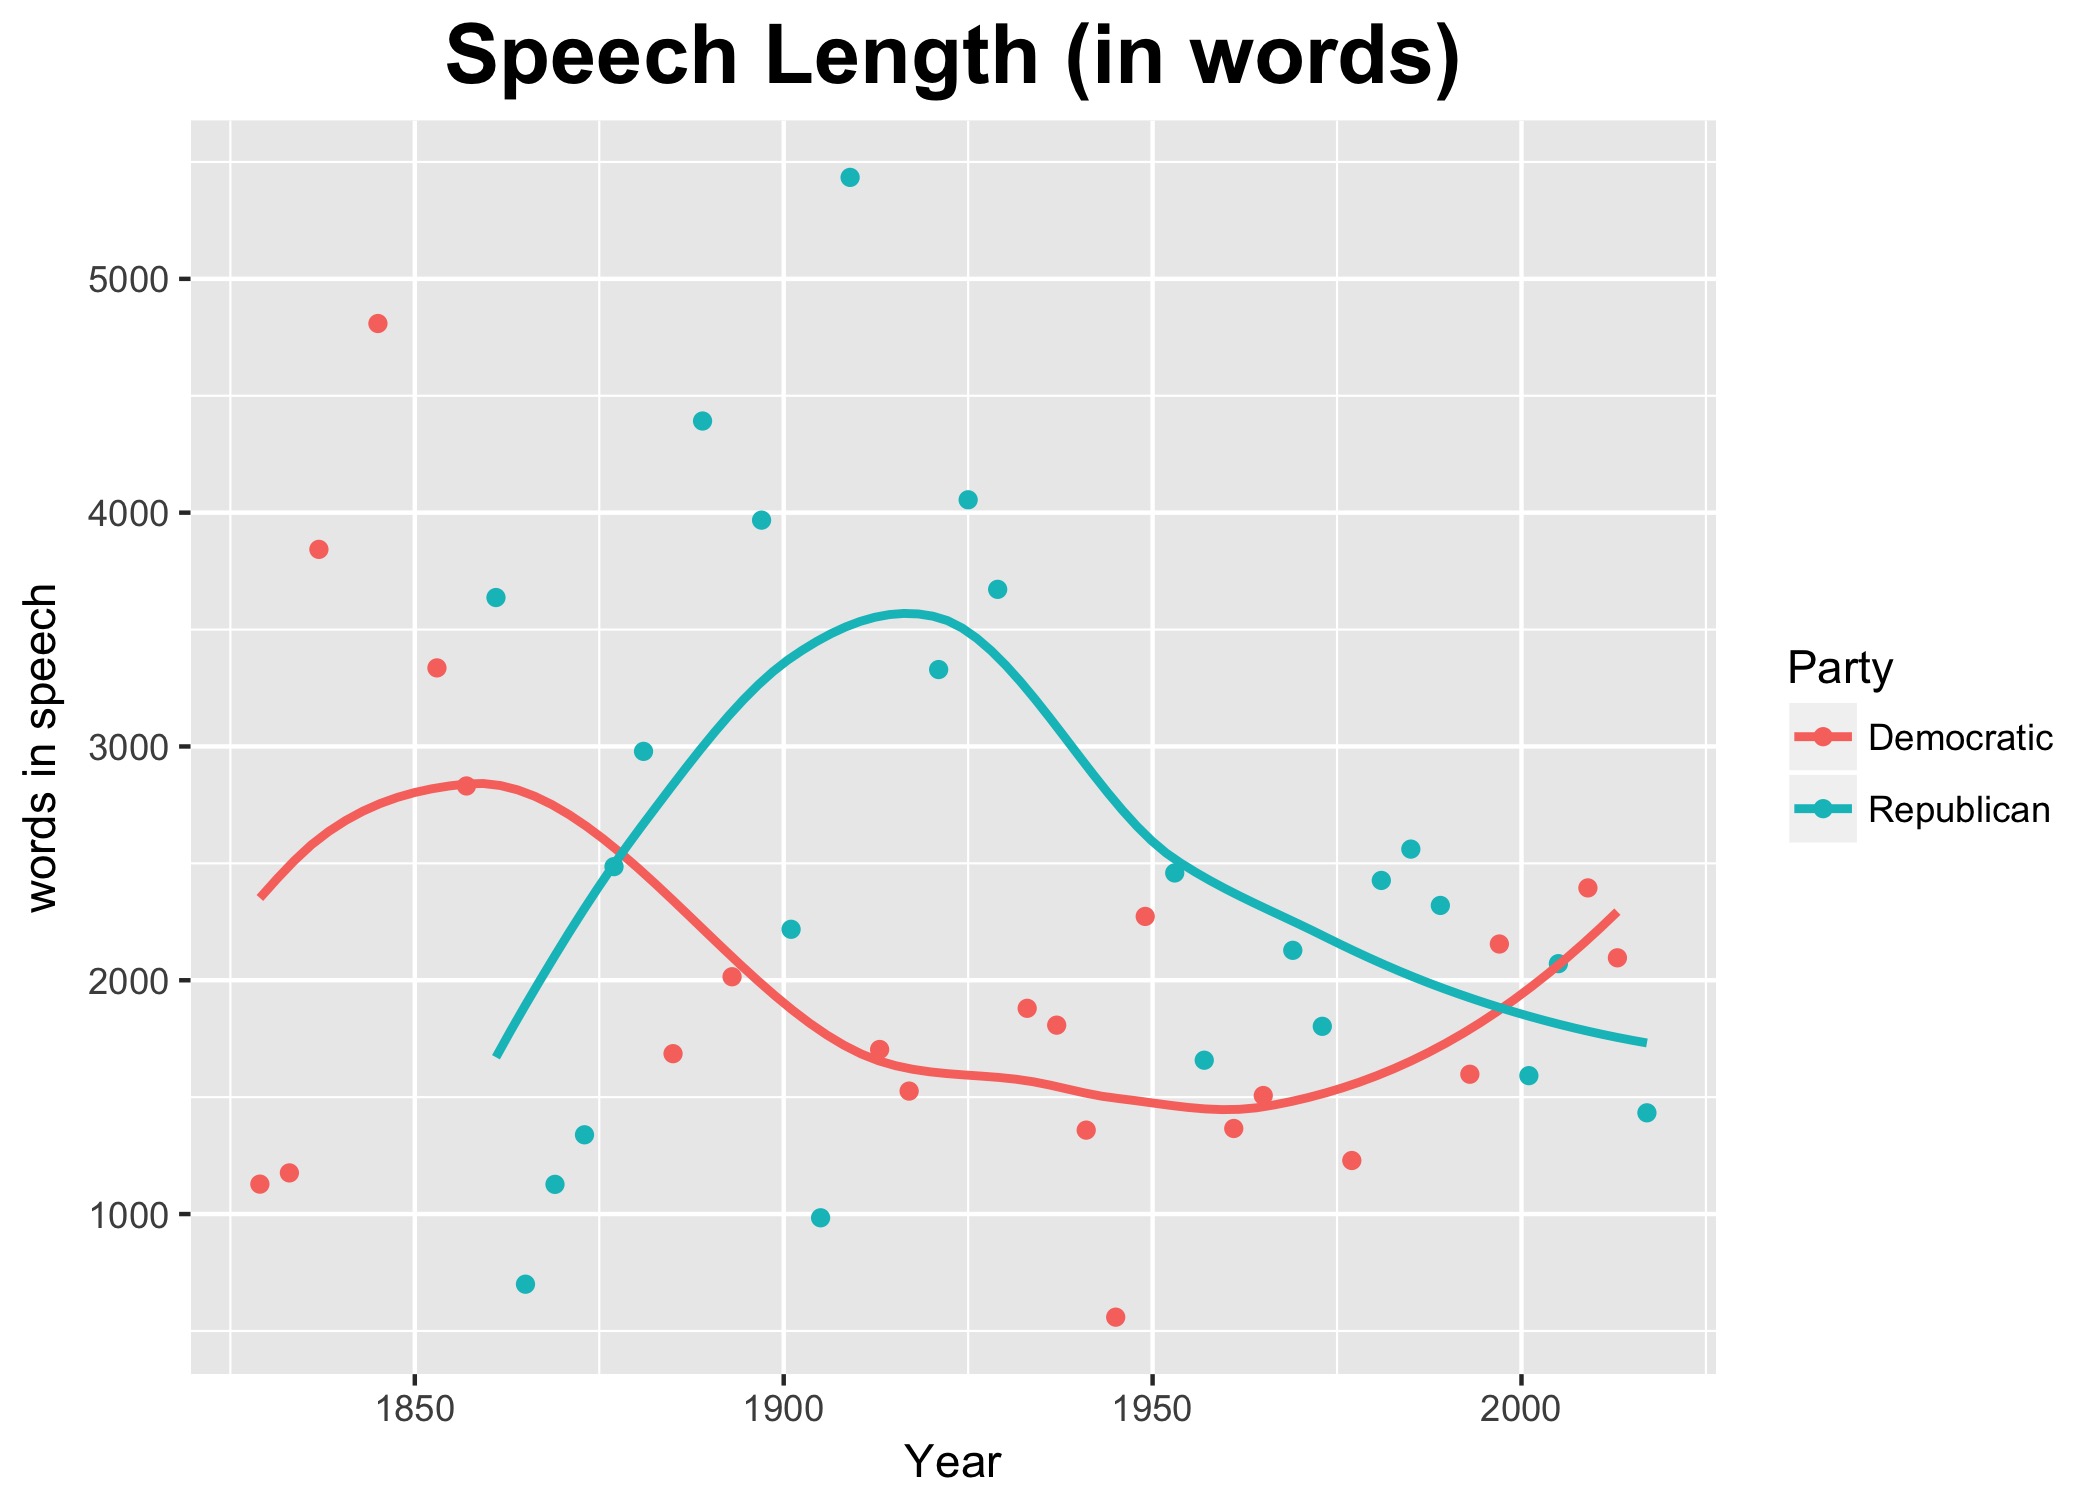 Speech Length (in words)
words in speech
5000
4000
3000
2000
1000
1850 1900 1950 2000
Year
Party
Democratic
Republican